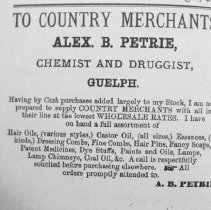 TO COUNTRY MERCHANTS
ALEX. B. PETRIE,
CHEMIST AND DRUGGIST,
GUELPH.
Having by Cash purchases added largely to my Stock, I am now
prepared to supply COUNTRY MERCHANTS with all in
their line at the lowest WHOLESALE RATES. I have
on hand a full assortment of
Hair Oils, (various styles,) Castor Oil, (all sizes,) Essences, (
kinds,) Dressing Combs, Fine Combs, Hair Pins, Fancy Soaps,
Patent Medicines, Dye Stuffs, Paints and Oils, Lamps,
Lamp Chimneys, Coal Oil, &c. A call is respectfully
solicited before purchasing elsewhere. All
orders promptly attended to.
A. B. PETRIE